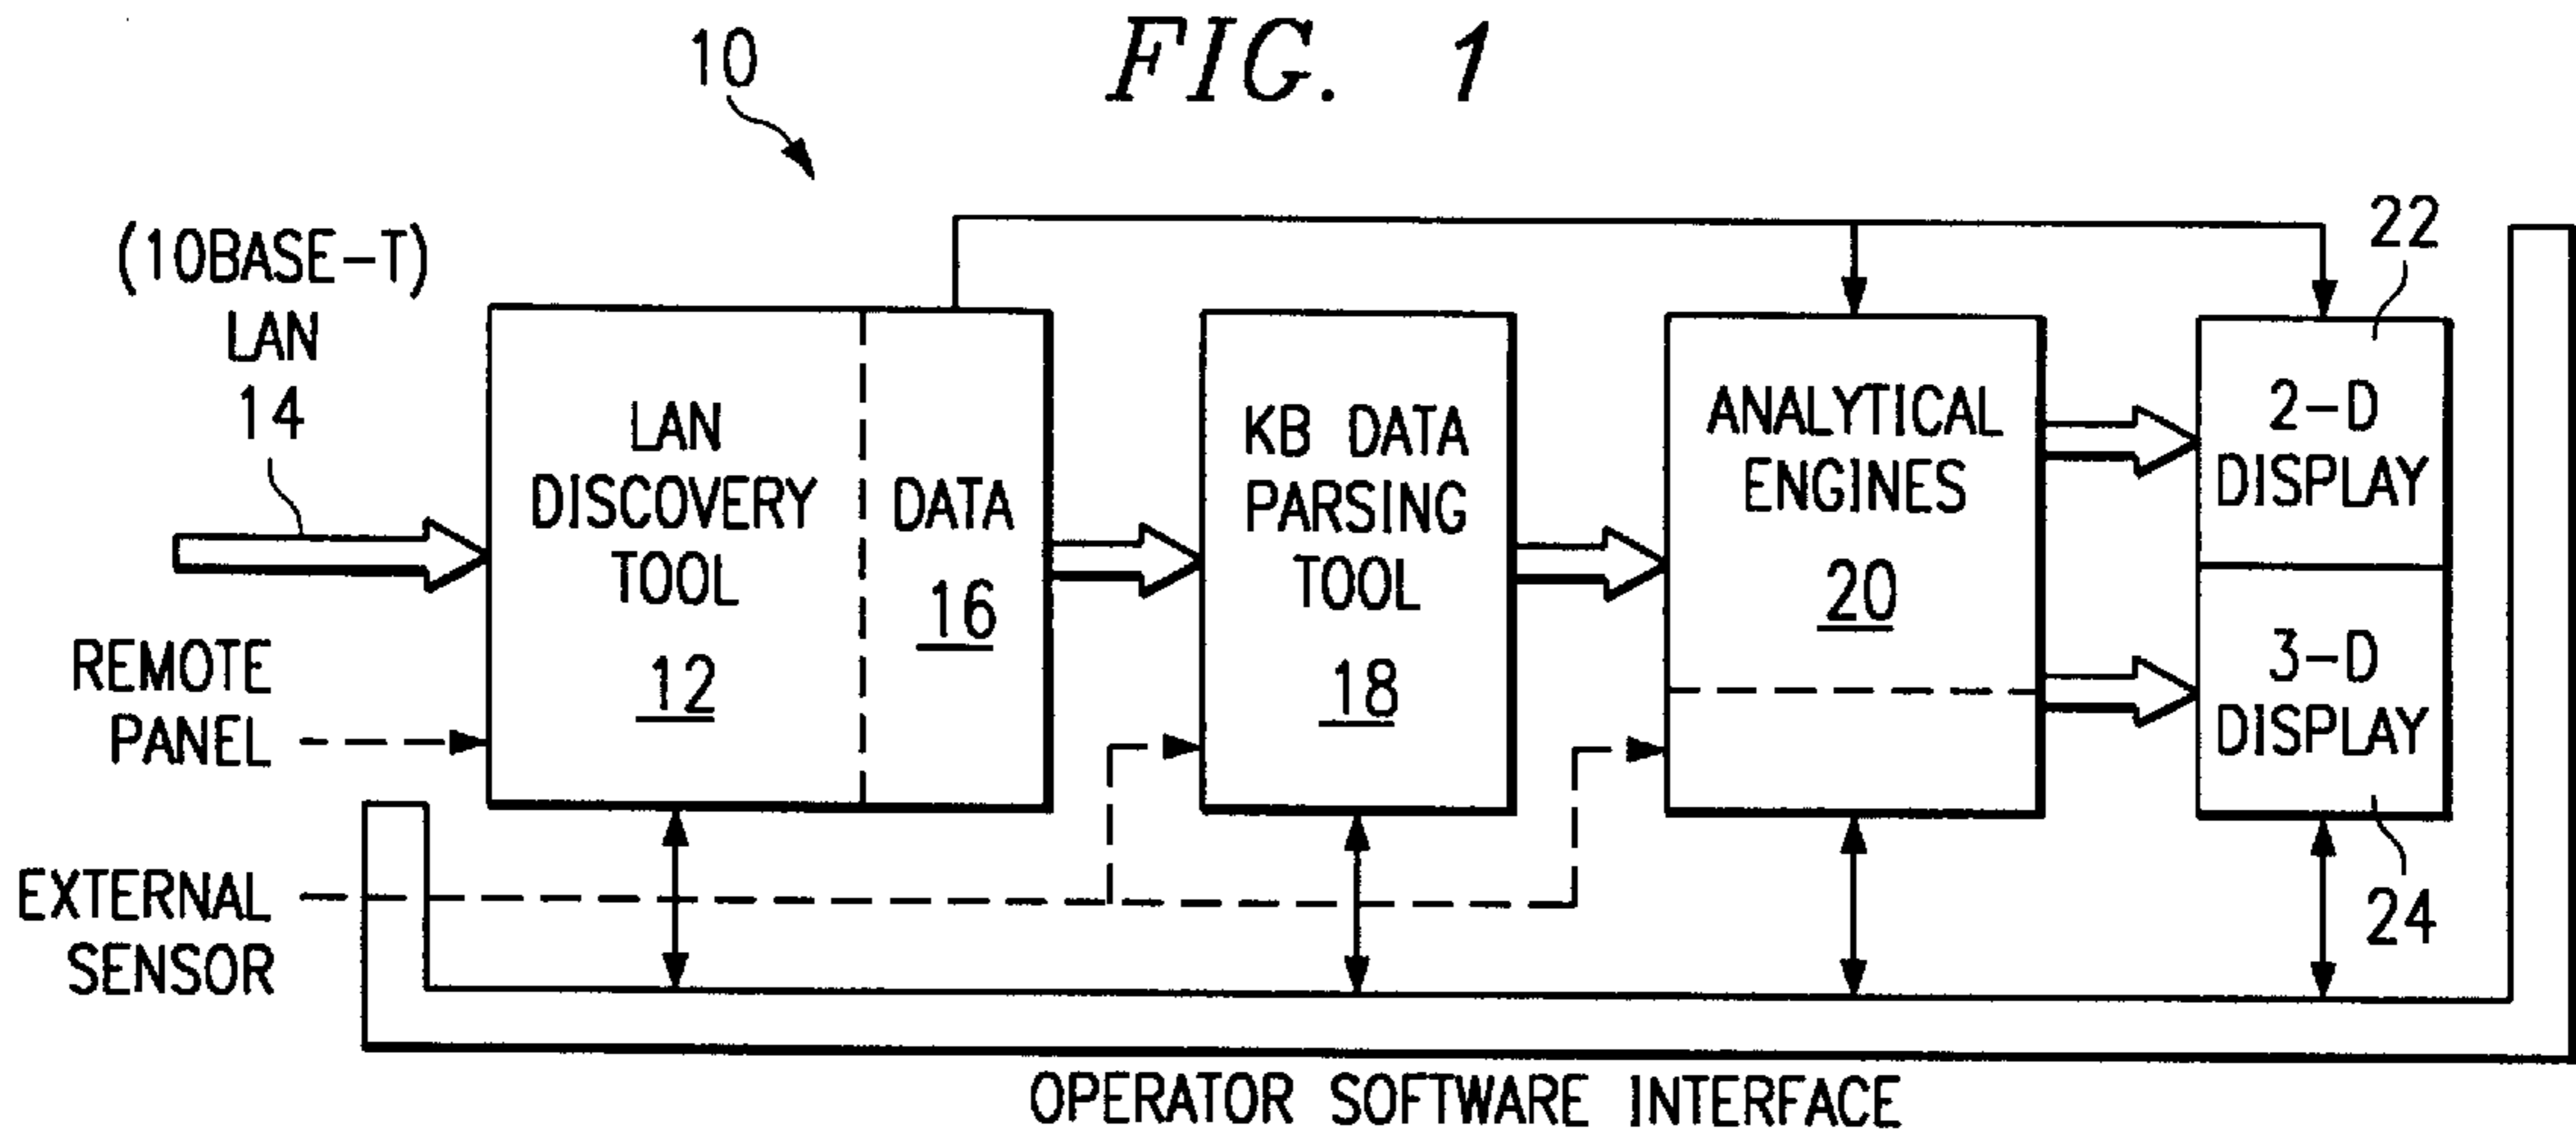 FIG. 1
10
(10BASE-T)
LAN
14
LAN
DISCOVERY
TOOL
12
DATA
16
KB DATA
PARSING
TOOL
18
ANALYTICAL
ENGINES
20
22
2-D
DISPLAY
3-D
DISPLAY
24
REMOTE
PANEL
EXTERNAL
SENSOR
OPERATOR SOFTWARE INTERFACE